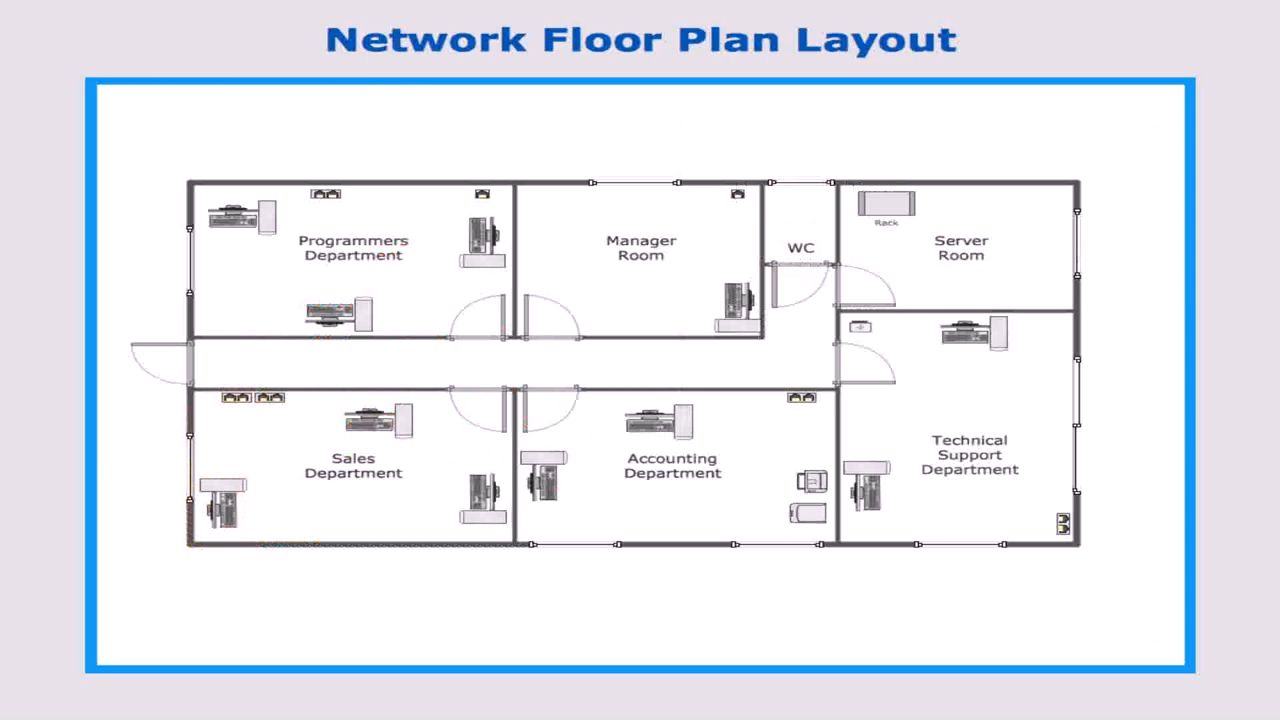 Network Floor Plan Layout
Programmers
Department
Manager
Room
WC
Rack
Server
Room
Sales
Department
Accounting
Department
Technical
Support
Department